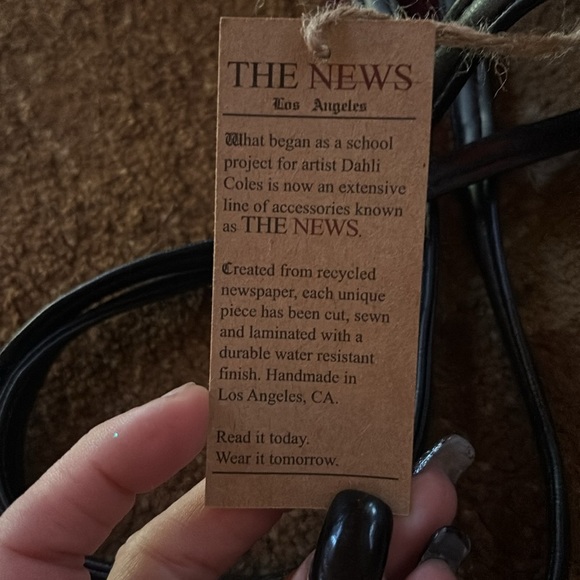 THE NEWS
Los Angeles
What began as a school
project for artist Dahli
Coles is now an extensive
line of accessories known
as THE NEWS.
Created from recycled
newspaper, each unique
piece has been cut, sewn
and laminated with a
durable water resistant
finish. Handmade in
Los Angeles, CA.
Read it today.
Wear it tomorrow.